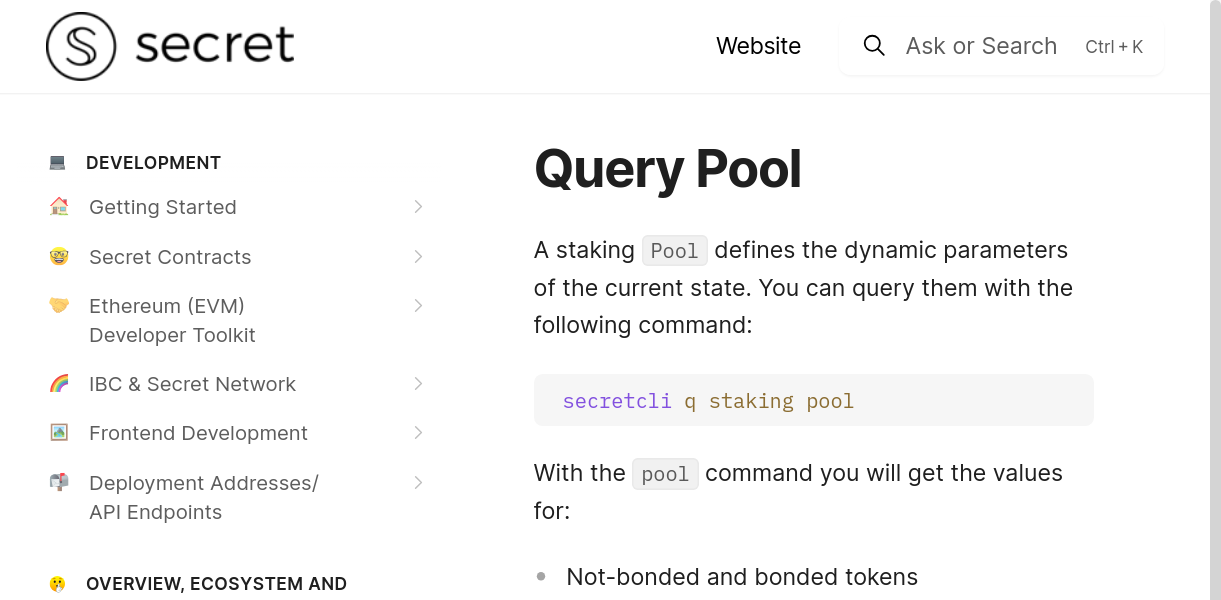 secret
Website
Ask or Search
Ctrl + K
DEVELOPMENT
Getting Started
Secret Contracts
Ethereum (EVM)
Developer Toolkit
IBC & Secret Network
Frontend Development
Deployment Addresses/
API Endpoints
OVERVIEW, ECOSYSTEM AND
Query Pool
A staking Pool defines the dynamic parameters
of the current state. You can query them with the
following command:
secretcli q staking pool
With the pool command you will get the values
for:
Not-bonded and bonded tokens